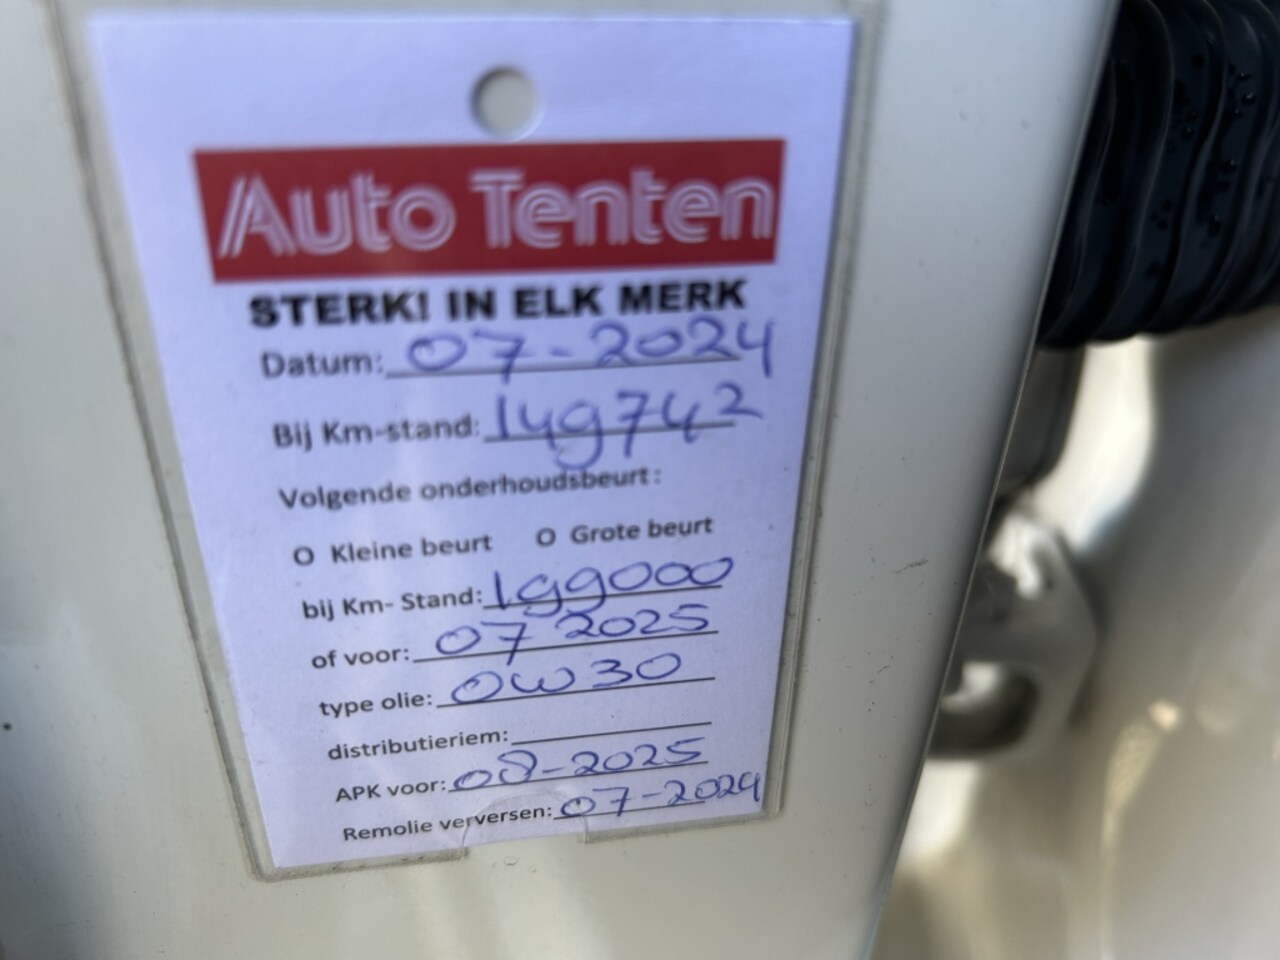 Auto Tenten
STERK! IN ELK MERK
Datum: 07-2024
Bij Km-stand: 149742
Volgende onderhoudsbeurt:
O Kleine beurt O Grote beurt
bij Km- Stand: 199000
of voor: 07 2025
type olie: 0W30
distributieriem:
APK voor: 08-2025
Remolie verversen: 07-2024